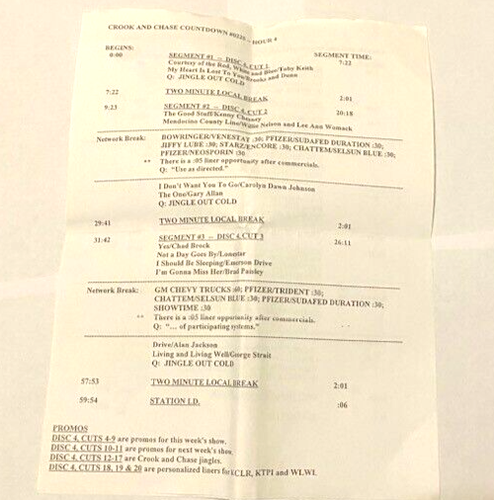 CROOK AND CHASE COUNTDOWN #0225 – HOUR 4
BEGINS: SEGMENT TIME:
0:00 SEGMENT #1 -- DISC 4, CUT 1 7:22
Courtesy of the Red, White and Blue/Toby Keith
My Heart Is Lost To You/Brooks and Dunn
Q: JINGLE OUT COLD
7:22 TWO MINUTE LOCAL BREAK 2:01
9:23 SEGMENT #2 -- DISC 4, CUT 2 20:18
The Good Stuff/Kenny Chesney
Mendocino County Line/Willie Nelson and Lee Ann Womack
Network Break: BOWRINGER/VENESTAY :30; PFIZER/SUDAFED DURATION :30;
JIFFY LUBE :30; STARZ/ENCORE :30; CHATTEM/SELSUN BLUE :30;
PFIZER/NEOSPORIN :30
** There is a :05 liner opportunity after commercials.
Q: "Use as directed."
I Don't Want You To Go/Carolyn Dawn Johnson
The One/Gary Allan
Q: JINGLE OUT COLD
29:41 TWO MINUTE LOCAL BREAK 2:01
31:42 SEGMENT #3 -- DISC 4, CUT 3 26:11
Yes/Chad Brock
Not a Day Goes By/Lonestar
I Should Be Sleeping/Emerson Drive
I'm Gonna Miss Her/Brad Paisley
Network Break: GM CHEVY TRUCKS :60; PFIZER/TRIDENT :30;
CHATTEM/SELSUN BLUE :30; PFIZER/SUDAFED DURATION :30;
SHOWTIME :30
** There is a :05 liner opportunity after commercials.
Q: "... of participating systems."
Drive/Alan Jackson
Living and Living Well/Gorge Strait
Q: JINGLE OUT COLD
57:53 TWO MINUTE LOCAL BREAK 2:01
59:54 STATION I.D. :06
PROMOS
DISC 4, CUTS 4-9 are promos for this week's show.
DISC 4, CUTS 10-11 are promos for next week's show.
DISC 4, CUTS 12-17 are Crook and Chase jingles.
DISC 4, CUTS 18, 19 & 20 are personalized liners for KCLR, KTPI and WLWI.